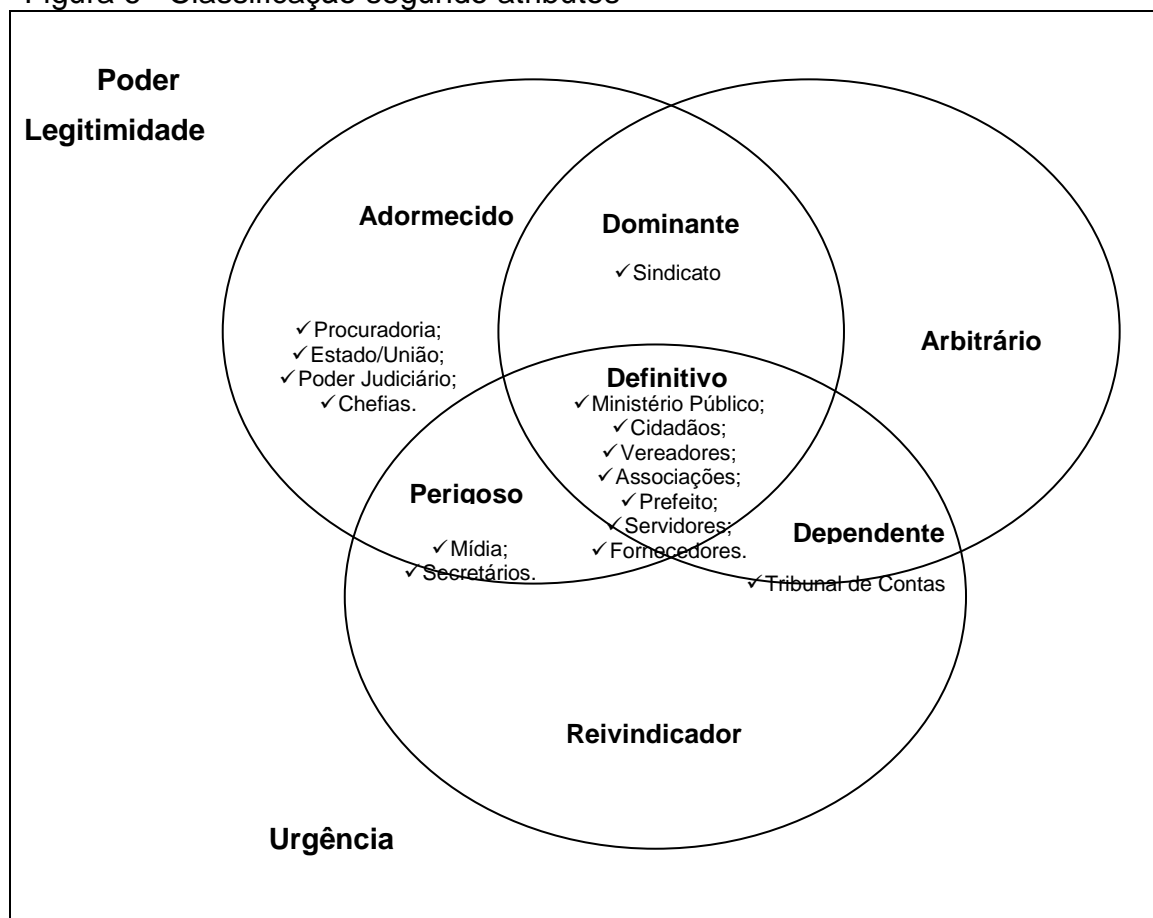 Poder
Legitimidade
Adormecido
Dominante
✓Sindicato
✓Procuradoria;
✓Estado/União;
✓Poder Judiciário;
✓Chefias.
Arbitrário
Definitivo
✓Ministério Público;
✓Cidadãos;
✓Vereadores;
✓Associações;
✓Prefeito;
✓Servidores;
✓Fornecedores.
Perigoso
✓Mídia;
✓Secretários.
Dependente
✓Tribunal de Contas
Reivindicador
Urgência